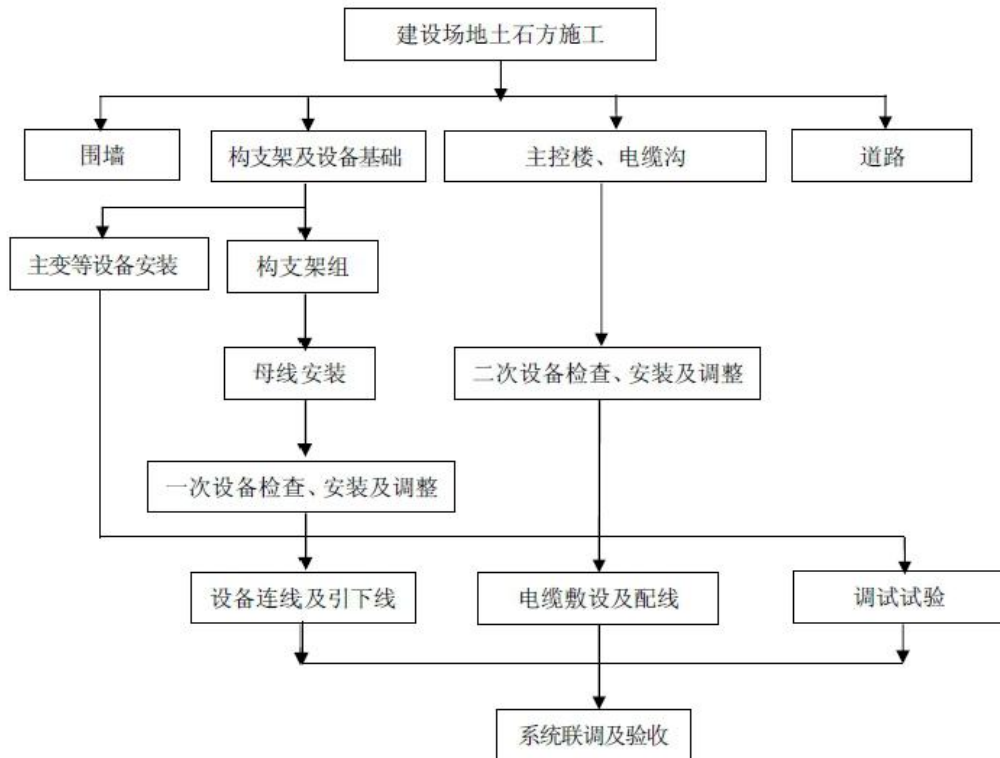 建设场地土石方施工
围墙
构支架及设备基础
主控楼、电缆沟
道路
主变等设备安装
构支架组
母线安装
二次设备检查、安装及调整
一次设备检查、安装及调整
设备连线及引下线
电缆敷设及配线
调试试验
系统联调及验收